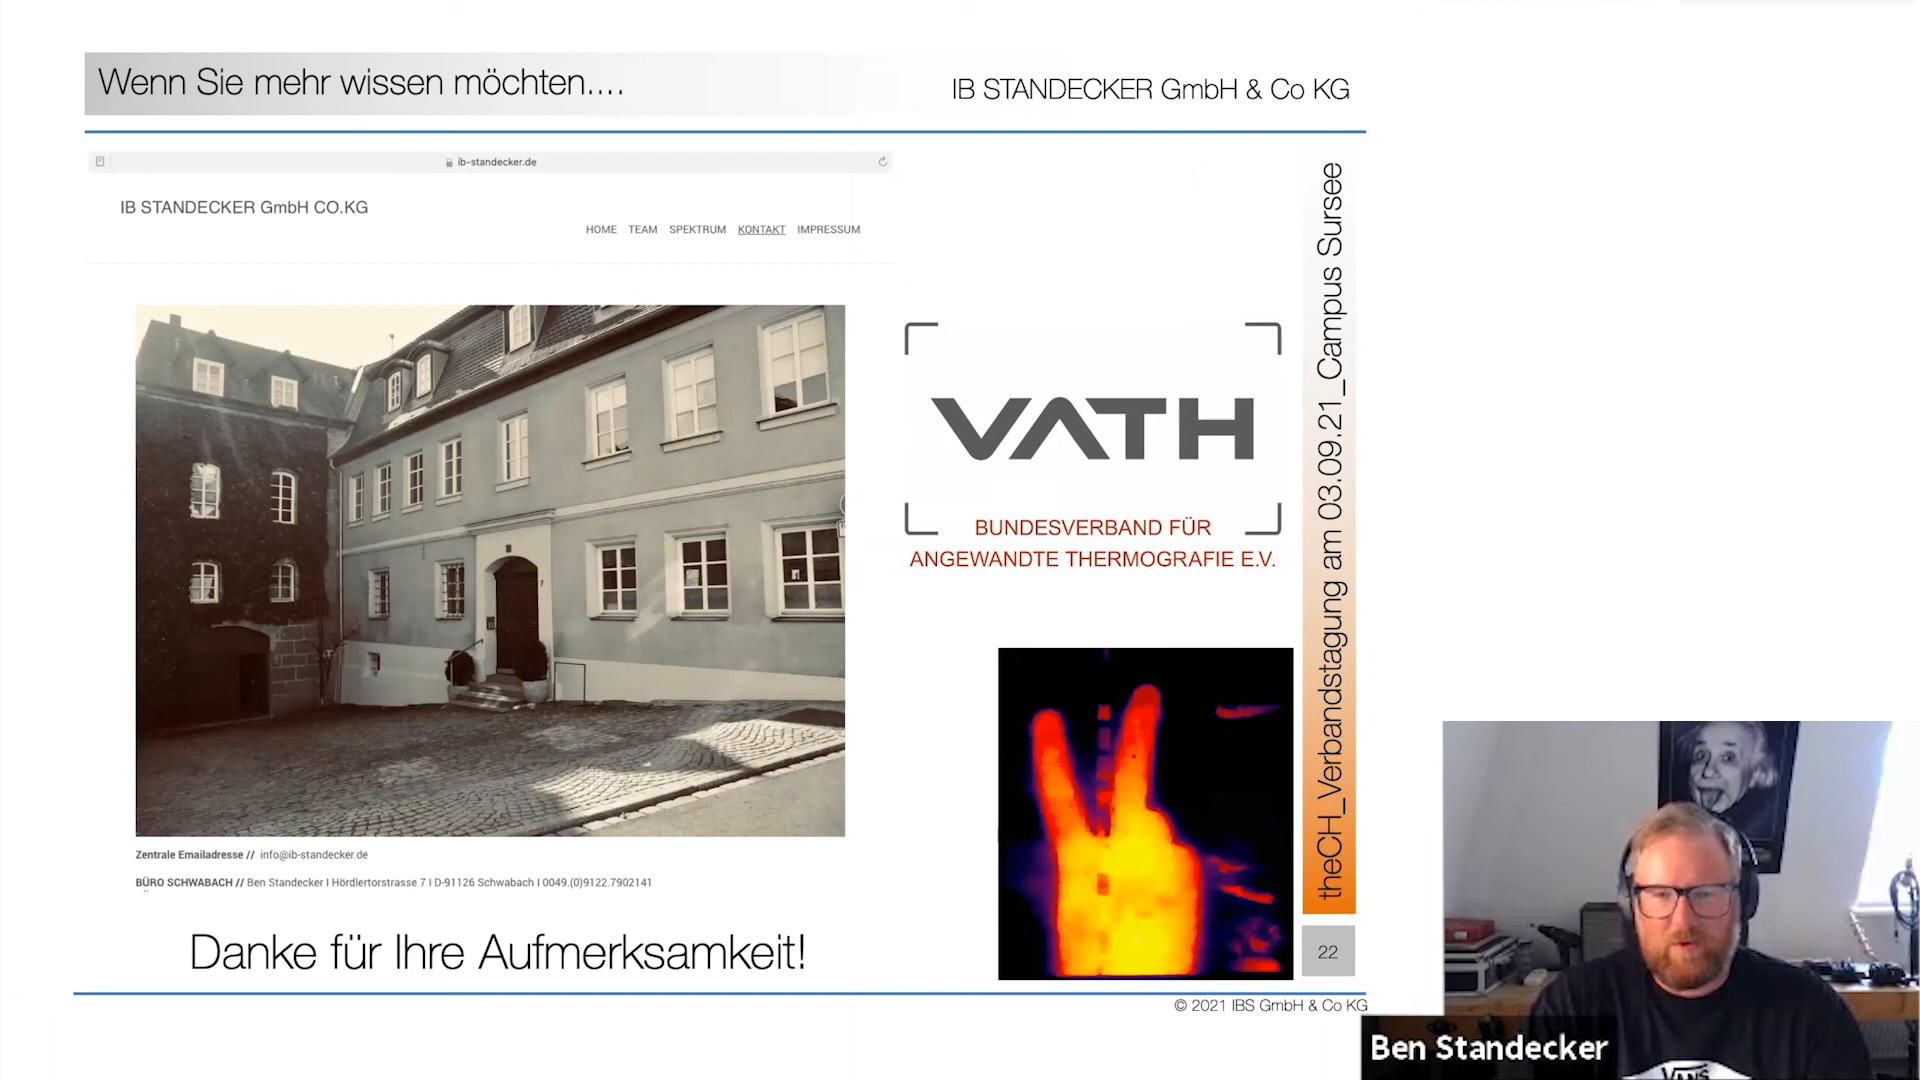 Wenn Sie mehr wissen möchten....
IB STANDECKER GmbH & Co KG
ib-standecker.de
IB STANDECKER GmbH CO.KG
HOME TEAM SPEKTRUM KONTAKT IMPRESSUM
VATH
BUNDESVERBAND FÜR
ANGEWANDTE THERMOGRAFIE E.V.
theCH_Verbandstagung am 03.09.21_Campus Sursee
Zentrale Emailadresse // info@ib-standecker.de
BÜRO SCHWABACH // Ben Standecker I Hördlertorstrasse 7 I D-91126 Schwabach I 0049.(0)9122.7902141
Danke für Ihre Aufmerksamkeit!
22
© 2021 IBS GmbH & Co KG
Ben Standecker
VANS